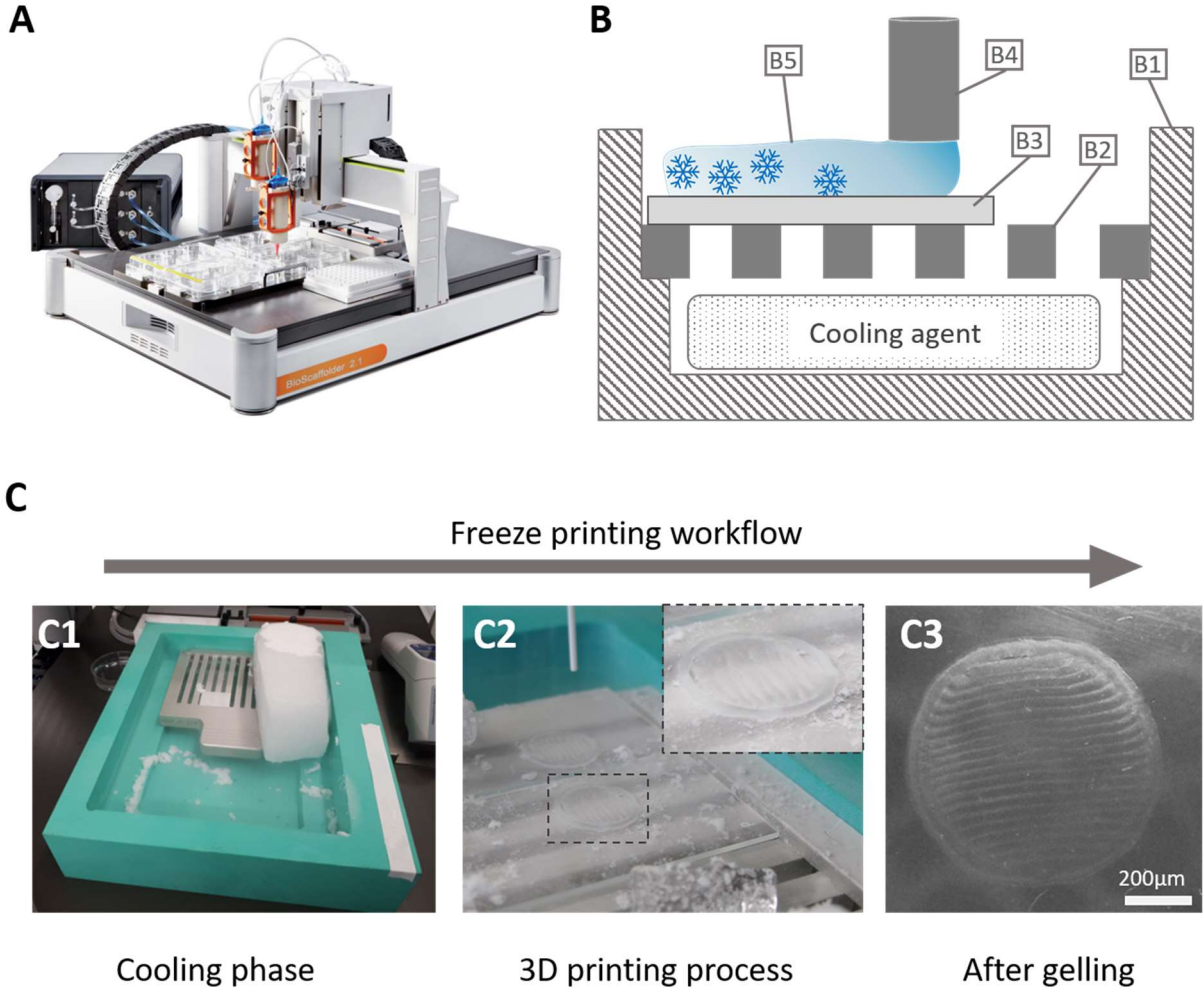 A
BioScaffolder 2.1
B
B5
B4
B1
B3
B2
Cooling agent
C
Freeze printing workflow
C1
C2
C3
200µm
Cooling phase
3D printing process
After gelling